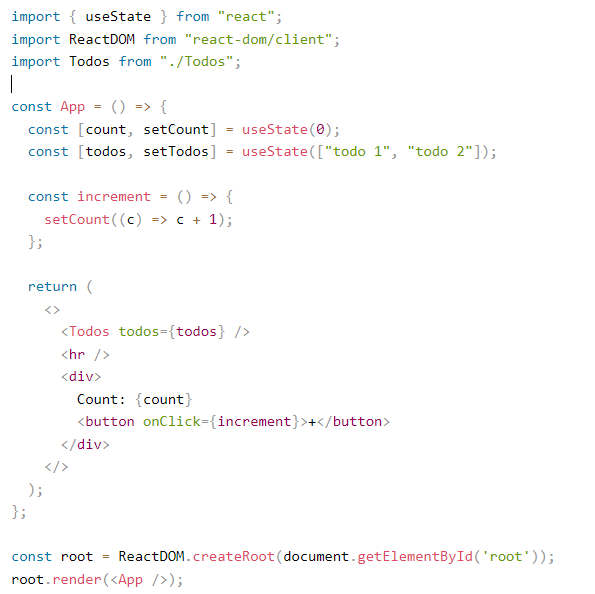 import { useState } from "react";
import ReactDOM from "react-dom/client";
import Todos from "./Todos";

const App = () => {
  const [count, setCount] = useState(0);
  const [todos, setTodos] = useState(["todo 1", "todo 2"]);

  const increment = () => {
    setCount((c) => c + 1);
  };

  return (
    <>
      <Todos todos={todos} />
      <hr />
      <div>
        Count: {count}
        <button onClick={increment}>+</button>
      </div>
    </>
  );
};

const root = ReactDOM.createRoot(document.getElementById('root'));
root.render(<App />);